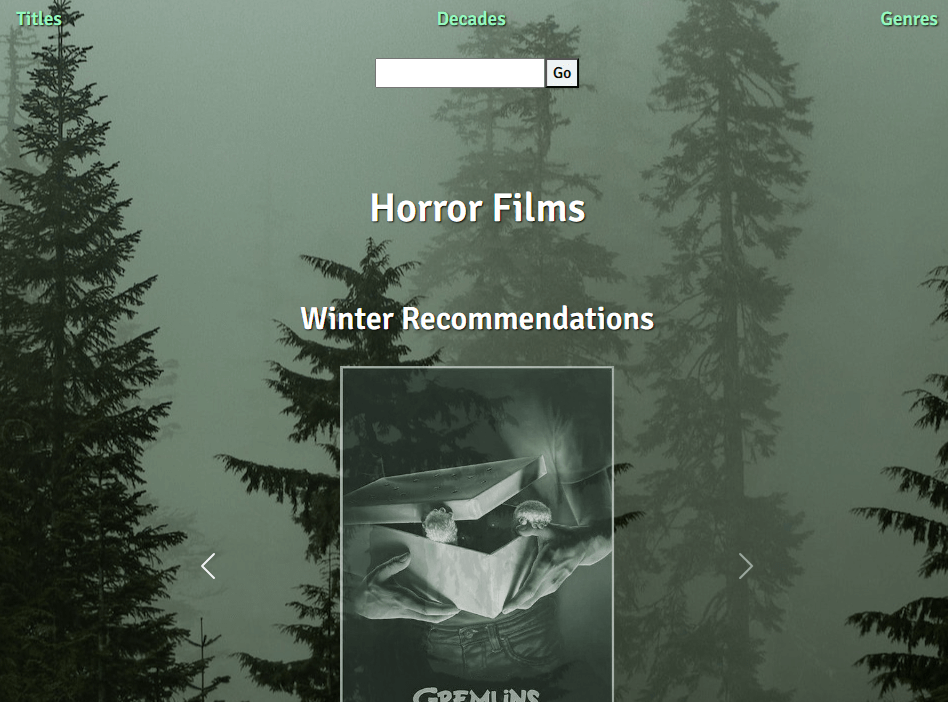 Titles Decades Genres
Go
Horror Films
Winter Recommendations
GREMLINS